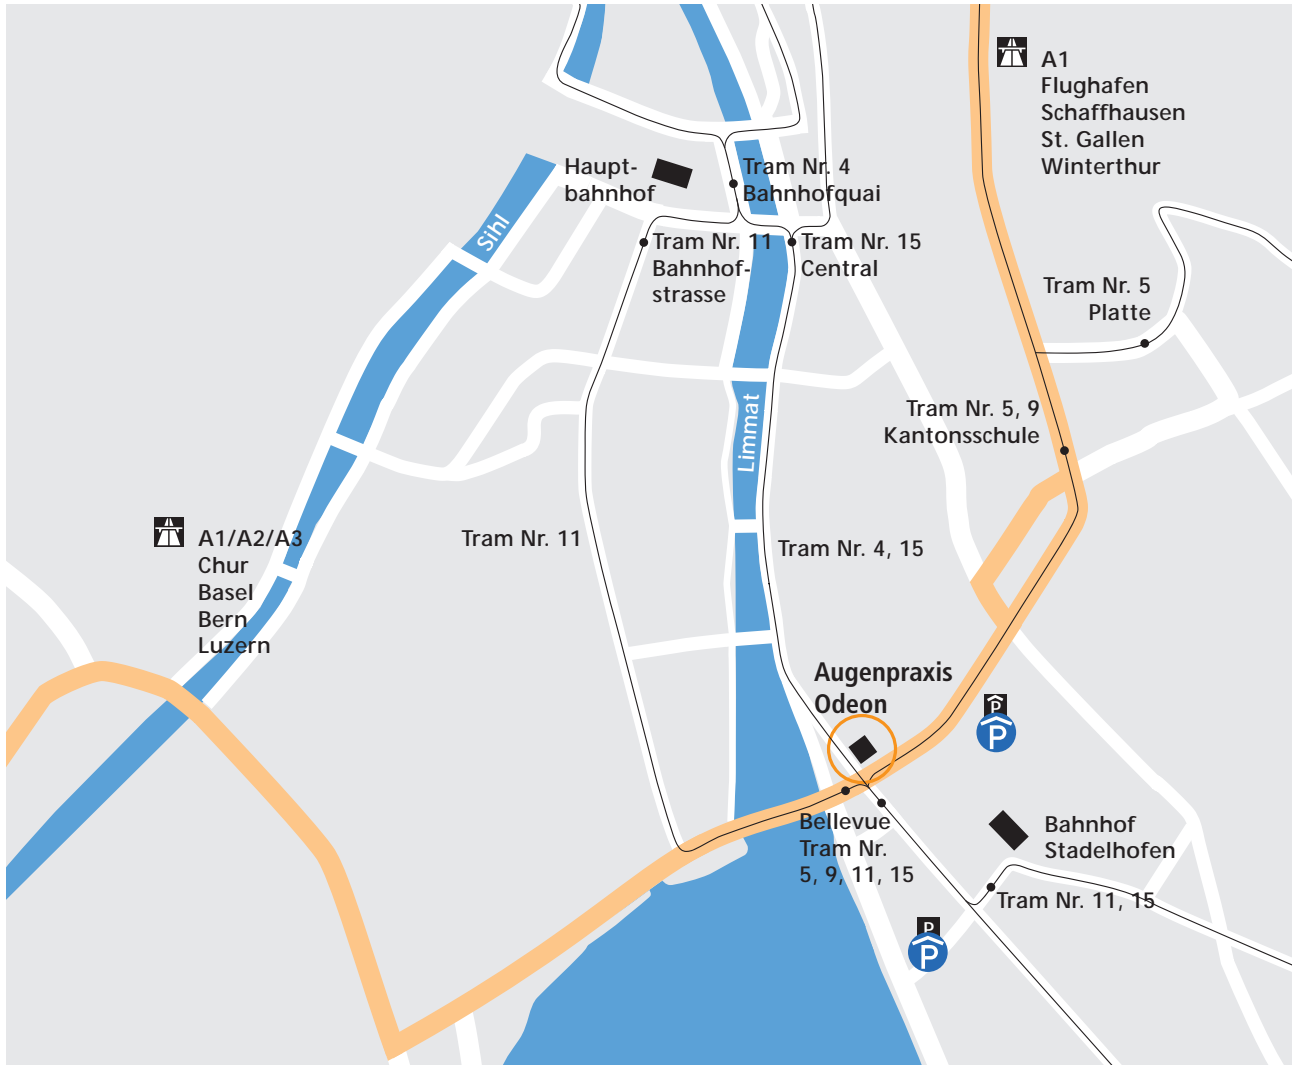 A1
Flughafen
Schaffhausen
St. Gallen
Winterthur
Haupt-
bahnhof
Tram Nr. 4
Bahnhofquai
Sihl
Tram Nr. 11
Bahnhof-
strasse
Tram Nr. 15
Central
Tram Nr. 5
Platte
Limmat
Tram Nr. 5, 9
Kantonsschule
A1/A2/A3
Chur
Basel
Bern
Luzern
Tram Nr. 11
Tram Nr. 4, 15
Augenpraxis
Odeon
P
P
Bellevue
Tram Nr.
5, 9, 11, 15
Bahnhof
Stadelhofen
Tram Nr. 11, 15
P
P